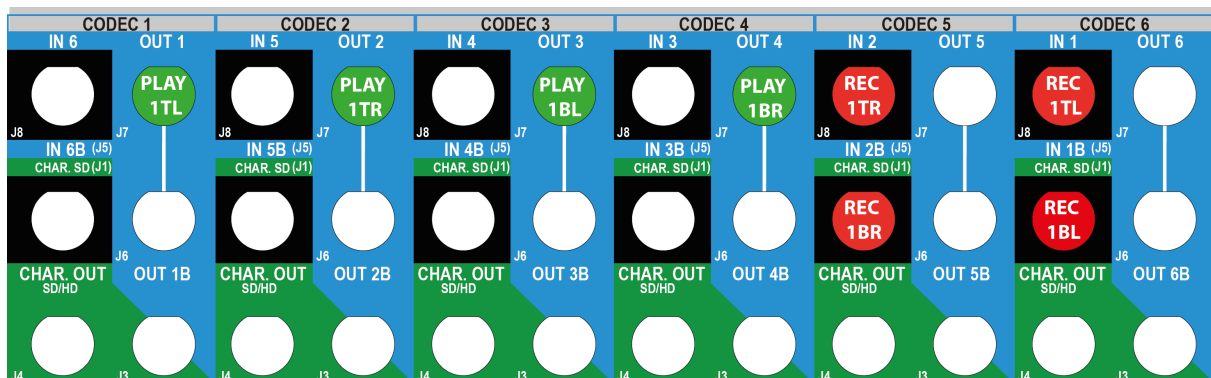 CODEC 1 CODEC 2 CODEC 3 CODEC 4 CODEC 5 CODEC 6
IN 6 OUT 1 IN 5 OUT 2 IN 4 OUT 3 IN 3 OUT 4 IN 2 OUT 5 IN 1 OUT 6
PLAY PLAY PLAY PLAY REC REC
1TL 1TR 1BL 1BR 1TR 1TL
J8 J7 J8 J7 J8 J7 J8 J7 J8 J7 J8 J7
IN 6B (J5) IN 5B (J5) IN 4B (J5) IN 3B (J5) IN 2B (J5) IN 1B (J5)
CHAR. SD (J1) CHAR. SD (J1) CHAR. SD (J1) CHAR. SD (J1) CHAR. SD (J1) CHAR. SD (J1)
REC REC
1BR 1BL
J6 J6 J6 J6 J6 J6
CHAR. OUT OUT 1B CHAR. OUT OUT 2B CHAR. OUT OUT 3B CHAR. OUT OUT 4B CHAR. OUT OUT 5B CHAR. OUT OUT 6B
SD/HD SD/HD SD/HD SD/HD SD/HD SD/HD
J4 J3 J4 J3 J4 J3 J4 J3 J4 J3 J4 J3